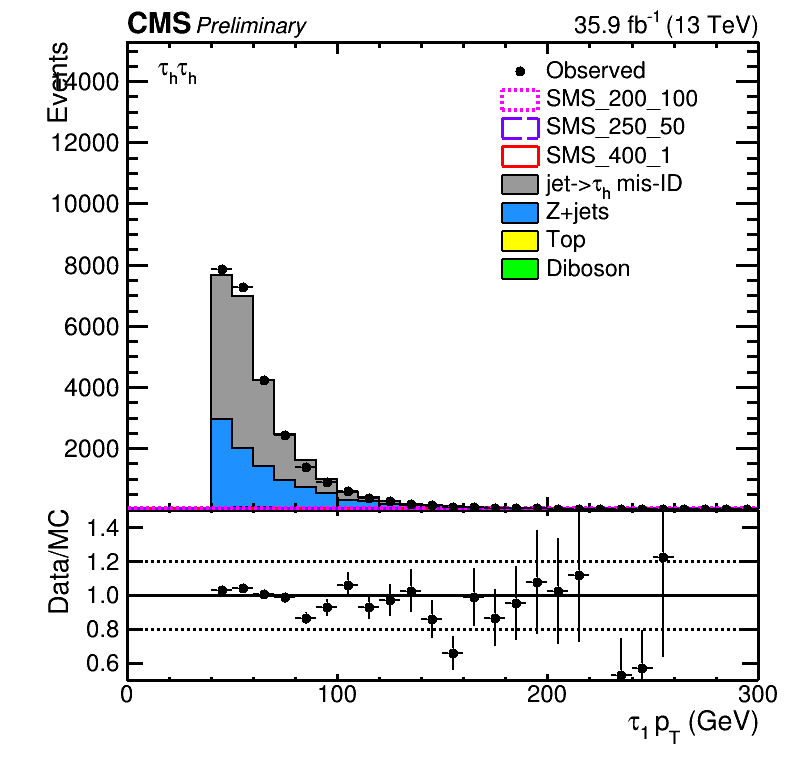 CMS Preliminary 35.9 fb⁻¹ (13 TeV)
Events
τhτh
14000
12000
10000
8000
6000
4000
2000
Observed
SMS_200_100
SMS_250_50
SMS_400_1
jet->τh mis-ID
Z+jets
Top
Diboson
Data/MC
1.4
1.2
1.0
0.8
0.6
0 100 200 300
τ1 pT (GeV)